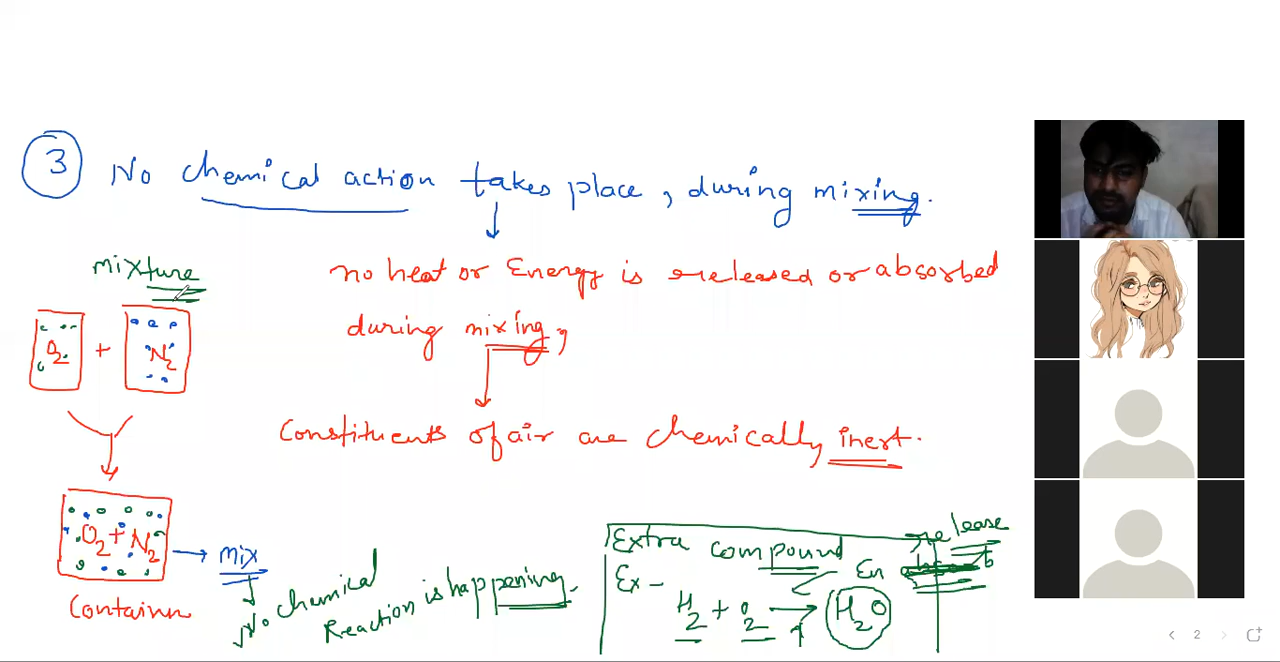 3 No chemical action takes place, during mixing.
mixture
no heat or Energy is released or absorbed
during mixing,
O2 + N2
Constituents of air are chemically inert.
O2 + N2
mix
Containn
No chemical
Reaction is happening.
Extra compound
release
Ex - En
H2 + O2 → H2O
2